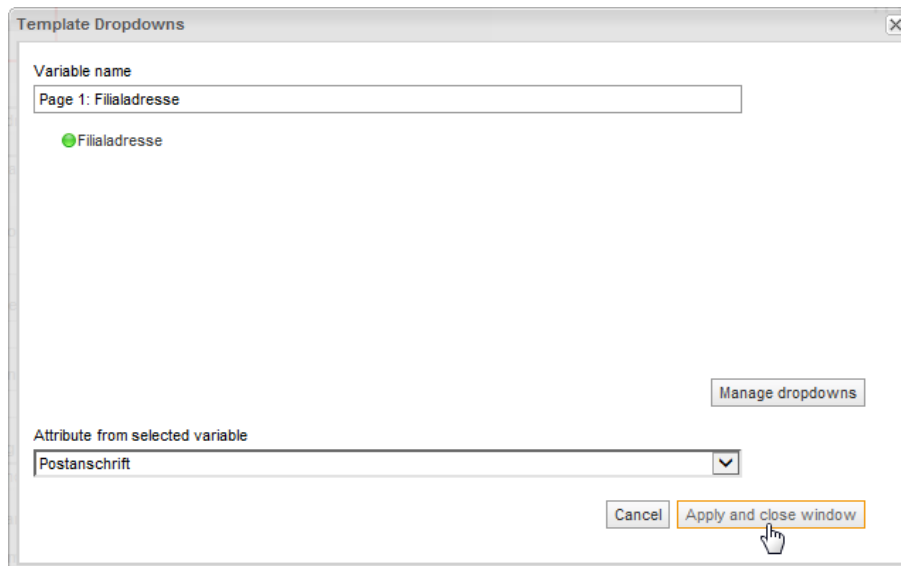 Template Dropdowns
Variable name
Page 1: Filialadresse
Filialadresse
Manage dropdowns
Attribute from selected variable
Postanschrift
Cancel
Apply and close window